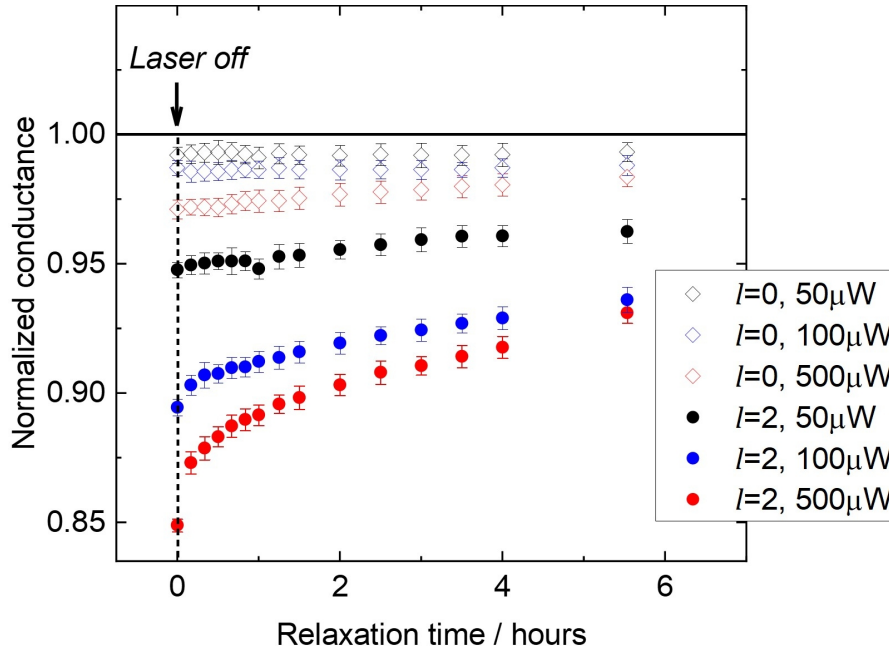 Laser off
1.00
0.95
0.90
0.85
Normalized conductance
0
2
4
6
Relaxation time / hours
l=0, 50μW
l=0, 100μW
l=0, 500μW
l=2, 50μW
l=2, 100μW
l=2, 500μW